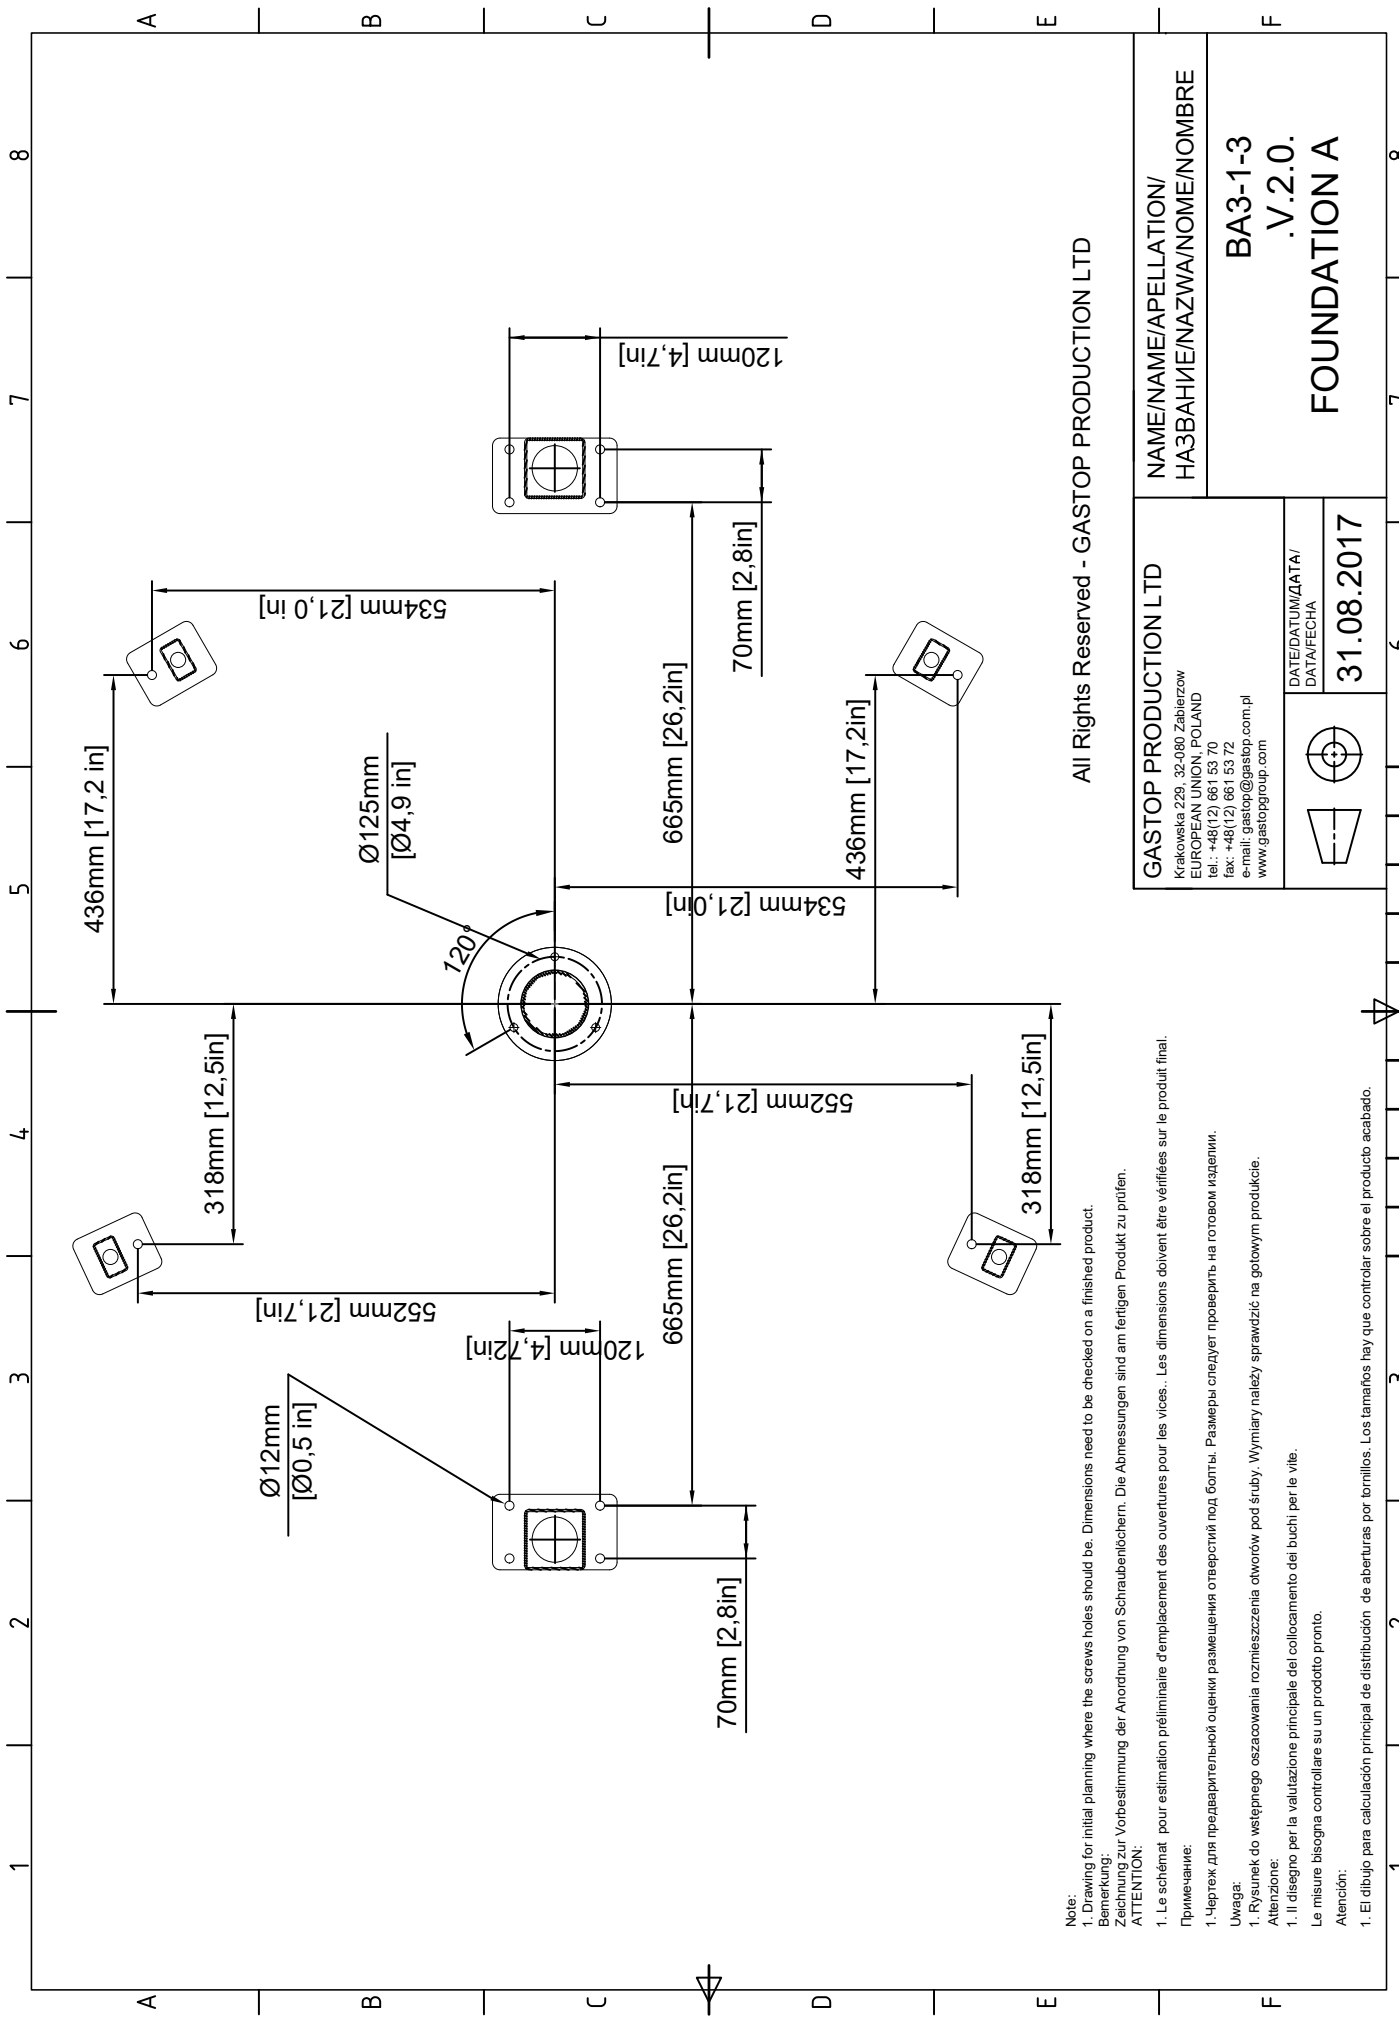 1 2 3 4 5 6 7 8
A A
B B
C C
D D
E E
F F
1 2 3 4 5 6 7 8
436mm [17,2 in]
534mm [21,0 in]
318mm [12,5in]
552mm [21,7in]
Ø125mm
[Ø4,9 in]
120°
Ø12mm
[Ø0,5 in]
120mm [4,72in]
120mm [4,7in]
665mm [26,2in]
665mm [26,2in]
70mm [2,8in]
70mm [2,8in]
552mm [21,7in]
534mm [21,0in]
436mm [17,2in]
318mm [12,5in]
All Rights Reserved - GASTOP PRODUCTION LTD
Note:
1. Drawing for initial planning where the screws holes should be. Dimensions need to be checked on a finished product.
Bemerkung:
Zeichnung zur Vorbestimmung der Anordnung von Schraubenlöchern. Die Abmessungen sind am fertigen Produkt zu prüfen.
ATTENTION:
1. Le schémat pour estimation préliminaire d'emplacement des ouvertures pour les vices.. Les dimensions doivent être vérifiées sur le produit final.
Примечание:
1.Чертеж для предварительной оценки размещения отверстий под болты. Размеры следует проверить на готовом изделии.
Uwaga:
1. Rysunek do wstępnego oszacowania rozmieszczenia otworów pod śruby. Wymiary należy sprawdzić na gotowym produkcie.
Attenzione:
1. Il disegno per la valutazione principale del collocamento dei buchi per le vite.
Le misure bisogna controllare su un prodotto pronto.
Atención:
1. El dibujo para calculación principal de distribución de aberturas por tornillos. Los tamaños hay que controlar sobre el producto acabado.
GASTOP PRODUCTION LTD
Krakowska 229, 32-080 Zabierzow
EUROPEAN UNION, POLAND
tel.: +48(12) 661 53 70
fax: +48(12) 661 53 72
e-mail: gastop@gastop.com.pl
www.gastopgroup.com
DATE/DATUM/ДАТА/
DATA/FECHA
31.08.2017
NAME/NAME/APELLATION/
НАЗВАНИЕ/NAZWA/NOME/NOMBRE
BA3-1-3
.V.2.0.
FOUNDATION A